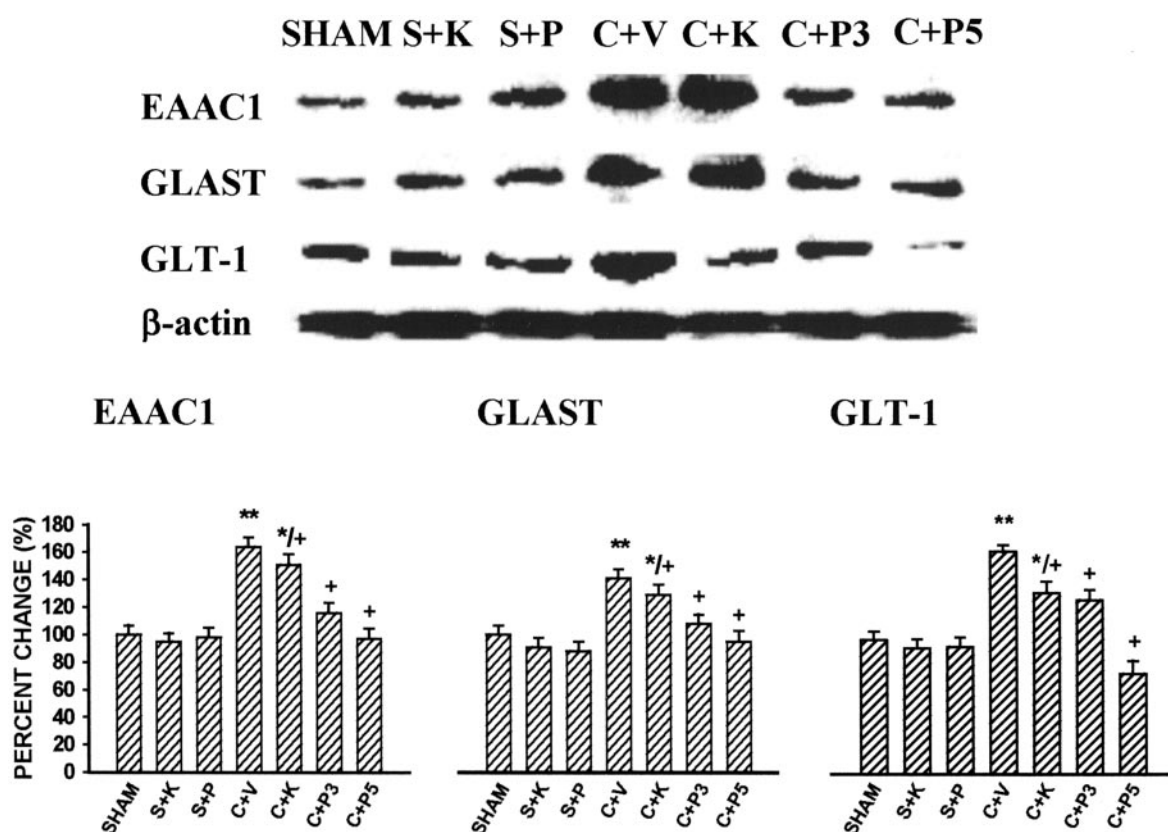 SHAM S+K S+P C+V C+K C+P3 C+P5
EAAC1
GLAST
GLT-1
β-actin
EAAC1 GLAST GLT-1
PERCENT CHANGE (%)
180
160
140
120
100
80
60
40
20
0
** */+ + +
** */+ + +
** */+ + +
SHAM S+K S+P C+V C+K C+P3 C+P5
SHAM S+K S+P C+V C+K C+P3 C+P5
SHAM S+K S+P C+V C+K C+P3 C+P5